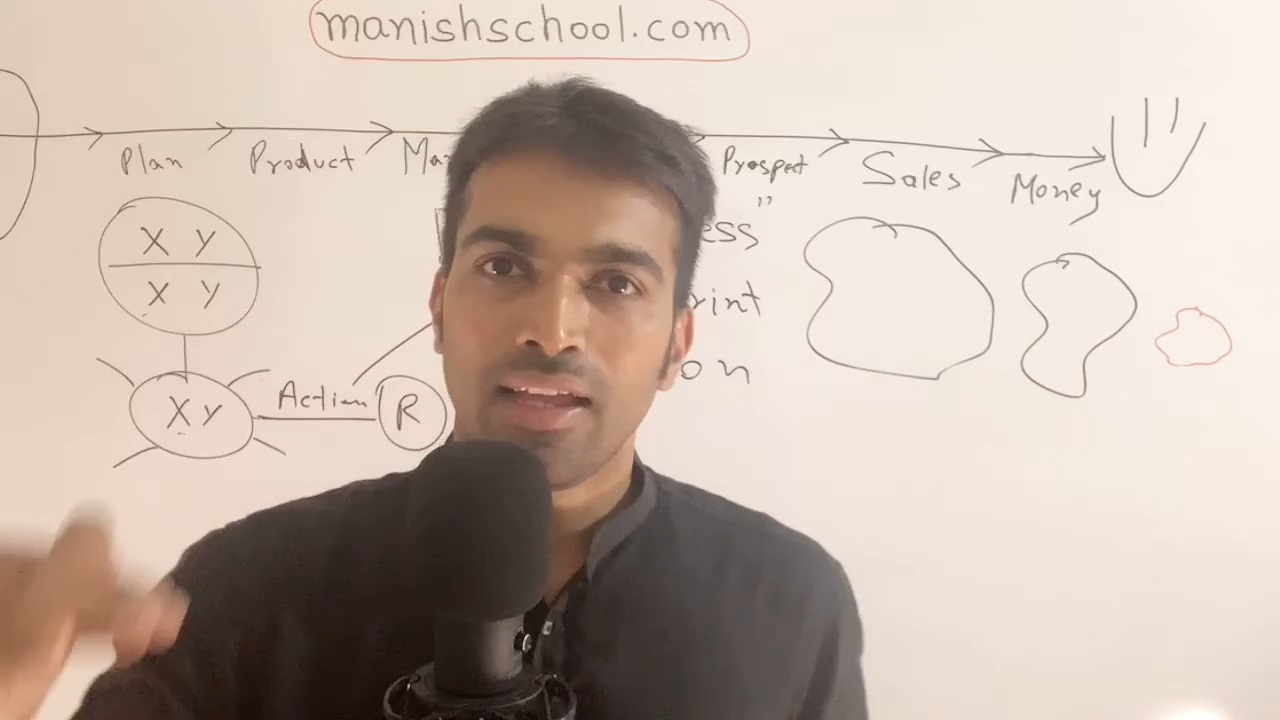 manishschool.com
Plan Product Prospect Sales Money
"
X Y
X Y
X Y Action R